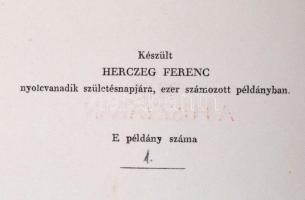 Készült
HERCZEG FERENC
nyolcvanadik születésnapjára, ezer számozott példányban.
E példány száma
1.